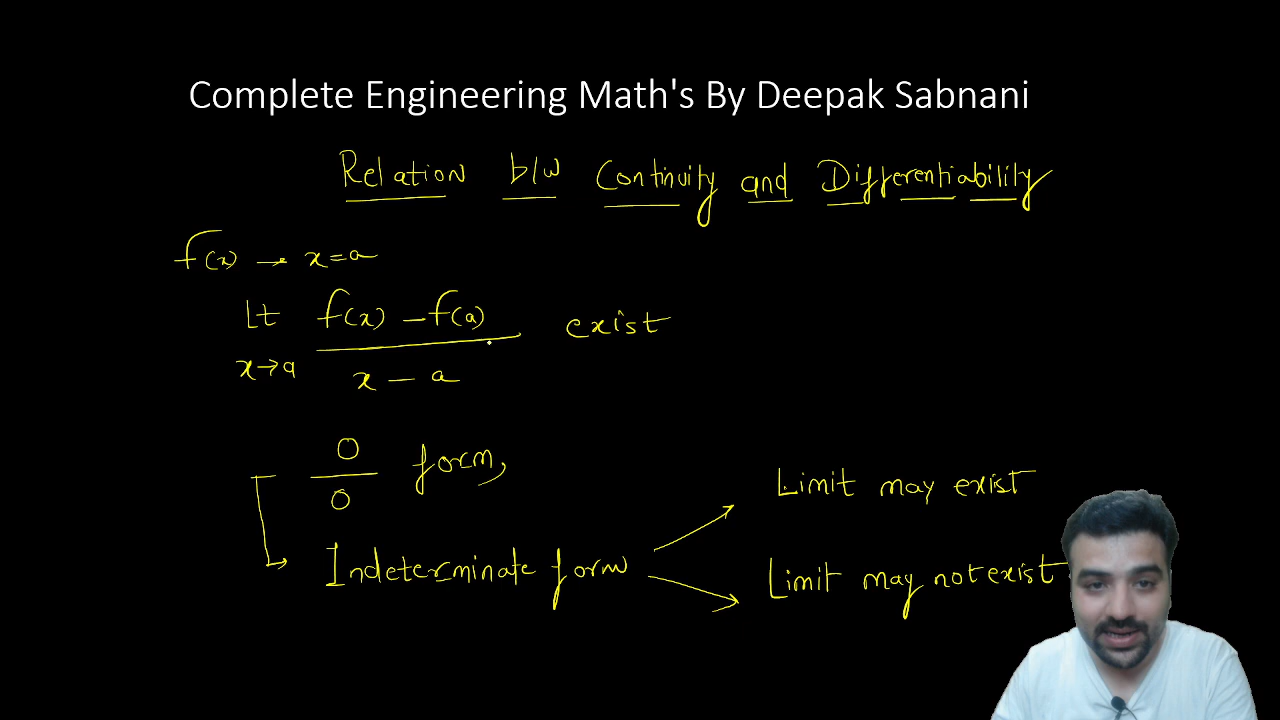 Complete Engineering Math's By Deepak Sabnani
Relation b/w Continuity and Differentiability
f(x) → x=a
Lt f(x) - f(a) exist
x→a x - a
0
0 form,
Limit may exist
Indeterminate form
Limit may not exist